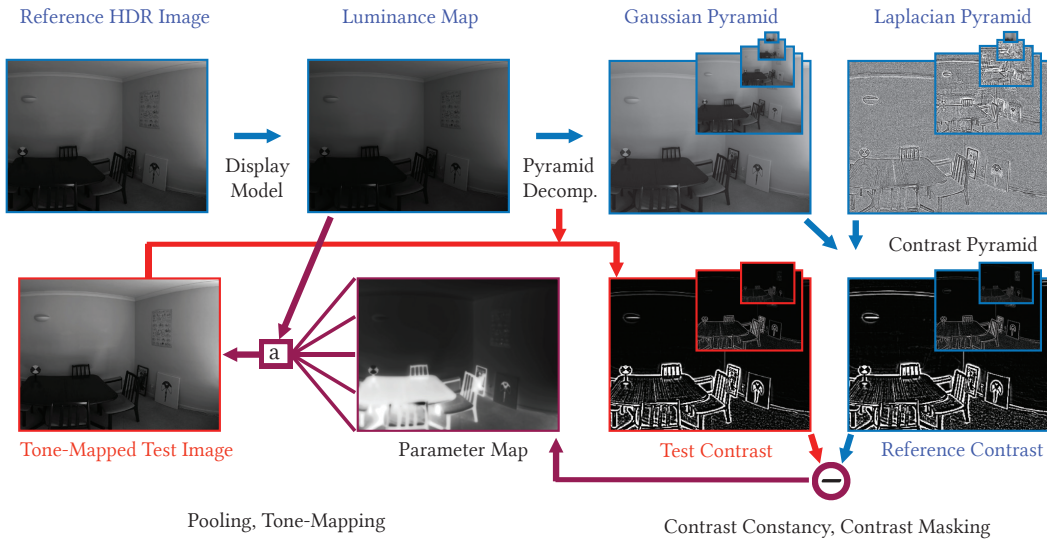 Reference HDR Image
Luminance Map
Gaussian Pyramid
Laplacian Pyramid
Display
Model
Pyramid
Decomp.
Contrast Pyramid
a
Tone-Mapped Test Image
Parameter Map
Test Contrast
Reference Contrast
Pooling, Tone-Mapping
Contrast Constancy, Contrast Masking